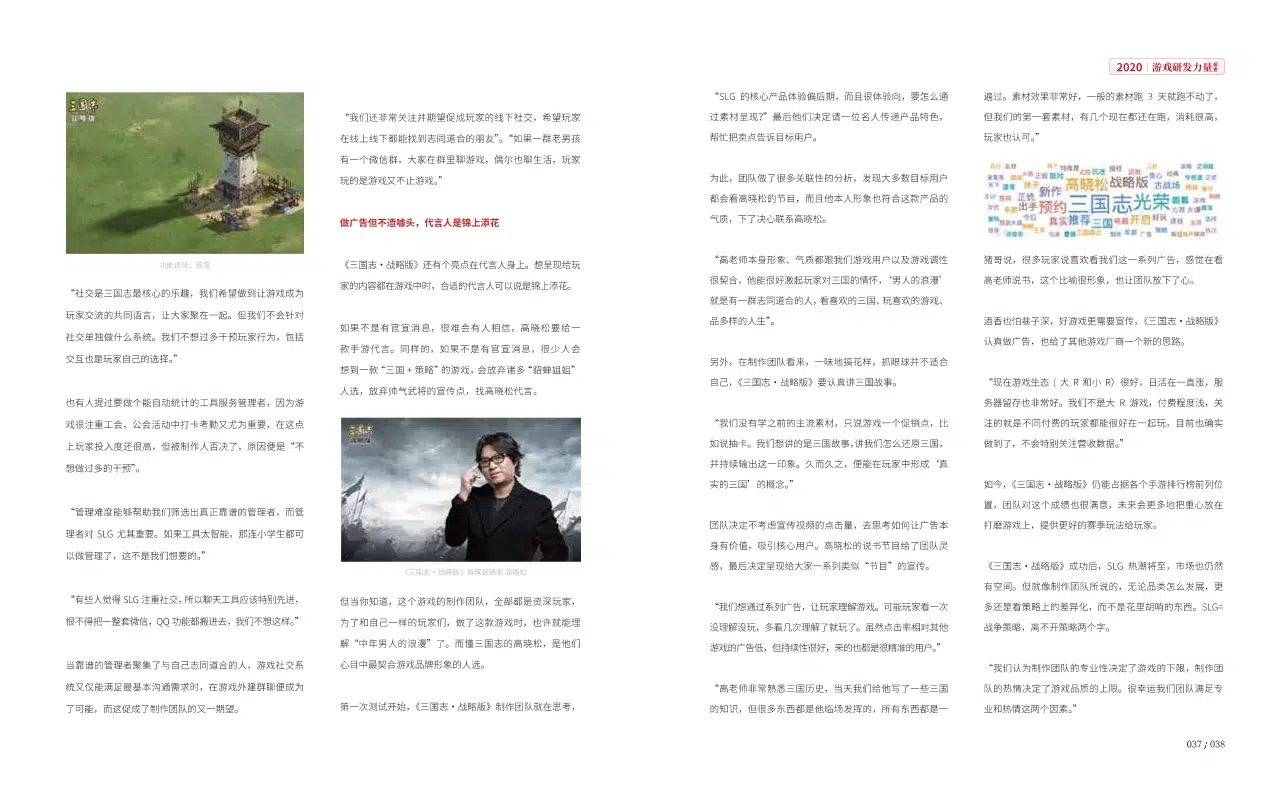 2020 游戏研发力量
三国志
战略版
功能建筑：箭塔
“社交是三国志最核心的乐趣，我们希望做到让游戏成为
玩家交流的共同语言，让大家聚在一起。但我们不会针对
社交单独做什么系统。我们不想过多干预玩家行为，包括
交互也是玩家自己的选择。”
也有人提过要做个能自动统计的工具服务管理者，因为游
戏很注重工会，公会活动中打卡考勤又尤为重要，在这点
上玩家投入度还很高，但被制作人否决了，原因便是“不
想做过多的干预”。
“管理难度能够帮助我们筛选出真正靠谱的管理者，而管
理者对 SLG 尤其重要。如果工具太智能，那连小学生都可
以做管理了，这不是我们想要的。”
“有些人觉得 SLG 注重社交，所以聊天工具应该特别先进，
恨不得把一整套微信，QQ 功能都搬进去，我们不想这样。”
当靠谱的管理者聚集了与自己志同道合的人，游戏社交系
统又仅能满足最基本沟通需求时，在游戏外建群聊便成为
了可能，而这促成了制作团队的又一期望。
“我们还非常关注并期望促成玩家的线下社交，希望玩家
在线上线下都能找到志同道合的朋友”。“如果一群老男孩
有一个微信群，大家在群里聊游戏，偶尔也聊生活，玩家
玩的是游戏又不止游戏。”
做广告但不造噱头，代言人是锦上添花
《三国志·战略版》还有个亮点在代言人身上。想呈现给玩
家的内容都在游戏中时，合适的代言人可以说是锦上添花。
如果不是有官宣消息，很难会有人相信，高晓松要给一
款手游代言。同样的，如果不是有官宣消息，很少人会
想到一款“三国 + 策略”的游戏，会放弃诸多“貂蝉姐姐”
人选，放弃帅气武将的宣传点，找高晓松代言。
三国志
战略版
《三国志·战略版》首席战略家 高晓松
但当你知道，这个游戏的制作团队，全部都是资深玩家，
为了和自己一样的玩家们，做了这款游戏时，也许就能理
解“中年男人的浪漫”了。而懂三国志的高晓松，是他们
心目中最契合游戏品牌形象的人选。
第一次测试开始，《三国志·战略版》制作团队就在思考，
“SLG 的核心产品体验偏后期，而且很体验向，要怎么通
过素材呈现？”最后他们决定请一位名人传递产品特色，
帮忙把卖点告诉目标用户。
为此，团队做了很多关联性的分析，发现大多数目标用户
都会看高晓松的节目，而且他本人形象也符合这款产品的
气质，下了决心联系高晓松。
“高老师本身形象、气质都跟我们游戏用户以及游戏调性
很契合，他能很好激起玩家对三国的情怀，‘男人的浪漫’
就是有一群志同道合的人，看喜欢的三国、玩喜欢的游戏、
品多样的人生”。
另外，在制作团队看来，一味地搞花样，抓眼球并不适合
自己，《三国志·战略版》要认真讲三国故事。
“我们没有学之前的主流素材，只说游戏一个促销点，比
如说抽卡。我们想讲的是三国故事，讲我们怎么还原三国，
并持续输出这一印象。久而久之，便能在玩家中形成‘真
实的三国’的概念。”
团队决定不考虑宣传视频的点击量，去思考如何让广告本
身有价值，吸引核心用户。高晓松的说书节目给了团队灵
感，最后决定呈现给大家一系列类似“节目”的宣传。
“我们想通过系列广告，让玩家理解游戏。可能玩家看一次
没理解没玩，多看几次理解了就玩了。虽然点击率相对其他
游戏的广告低，但持续性很好，来的也都是很精准的用户。”
“高老师非常熟悉三国历史，当天我们给他写了一些三国
的知识，但很多东西都是他临场发挥的，所有东西都是一
遍过。素材效果非常好，一般的素材跑 3 天就跑不动了，
但我们的第一套素材，有几个现在都还在跑，消耗很高，
玩家也认可。”
新作 高晓松 战略版 古战场
出手 预约 三国志 光荣
真实 推荐 三国 开启
猪哥说，很多玩家说喜欢看我们这一系列广告，感觉在看
高老师说书，这个比喻很形象，也让团队放下了心。
酒香也怕巷子深，好游戏更需要宣传，《三国志·战略版》
认真做广告，也给了其他游戏厂商一个新的思路。
“现在游戏生态（ 大 R 和小 R）很好，日活在一直涨，服
务器留存也非常好。我们不是大 R 游戏，付费程度浅，关
注的就是不同付费的玩家都能很好在一起玩，目前也确实
做到了，不会特别关注营收数据。”
如今，《三国志·战略版》仍能占据各个手游排行榜前列位
置，团队对这个成绩也很满意，未来会更多地把重心放在
打磨游戏上，提供更好的赛季玩法给玩家。
《三国志·战略版》成功后，SLG 热潮将至，市场也仍然
有空间。但就像制作团队所说的，无论品类怎么发展，更
多还是看策略上的差异化，而不是花里胡哨的东西。SLG=
战争策略，离不开策略两个字。
“我们认为制作团队的专业性决定了游戏的下限，制作团
队的热情决定了游戏品质的上限。很幸运我们团队满足专
业和热情这两个因素。”
037 / 038